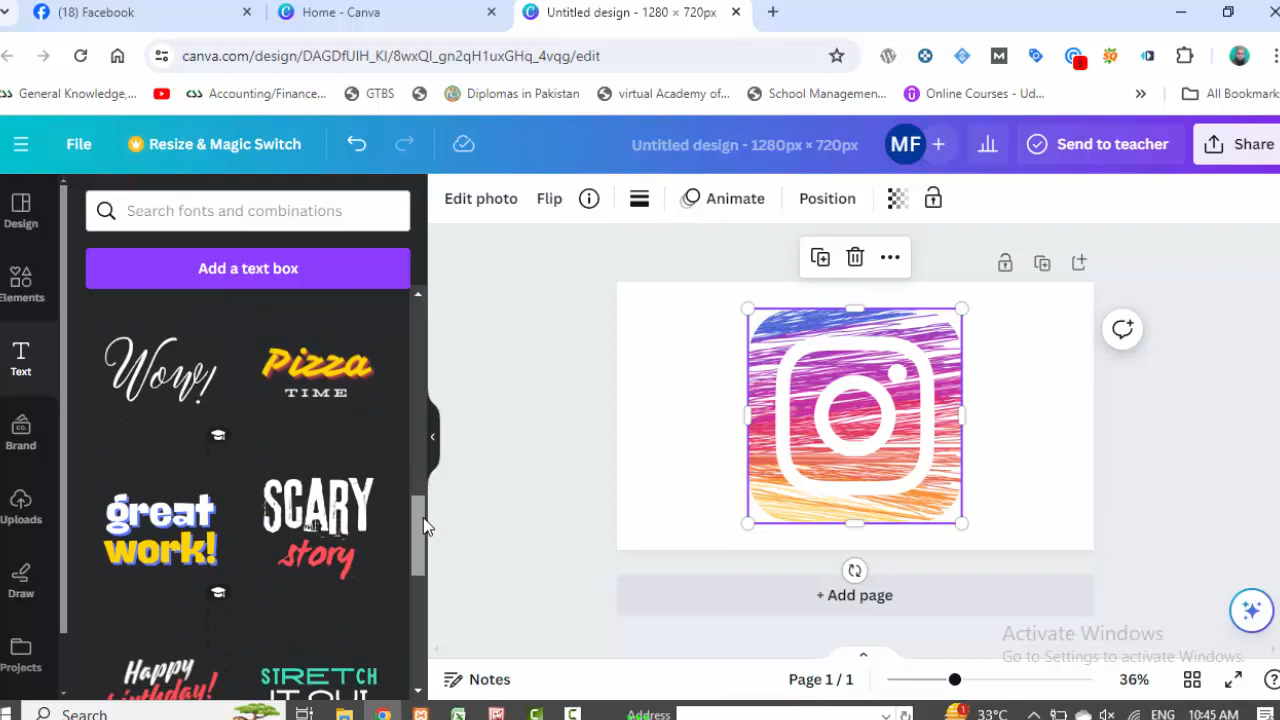 (18) Facebook
Home - Canva
Untitled design - 1280 × 720px
canva.com/design/DAGDfUIH_KI/8wxQI_gn2qH1uxGHq_4vqg/edit
General Knowledge,...
Accounting/Finance...
GTBS
Diplomas in Pakistan
virtual Academy of...
School Managemen...
Online Courses - Ud...
»
All Bookmarks
File
Resize & Magic Switch
Untitled design - 1280px × 720px
MF
+
Send to teacher
Share
Design
Elements
Text
Brand
Uploads
Draw
Projects
Search fonts and combinations
Add a text box
Wow!
Pizza
TIME
great
work!
SCARY
story
Happy
birthday!
STRETCH
IT OUT
Edit photo
Flip
Animate
Position
+ Add page
Activate Windows
Go to Settings to activate Windows.
Notes
Page 1 / 1
36%
Search
Address
33°C
ENG
10:45 AM